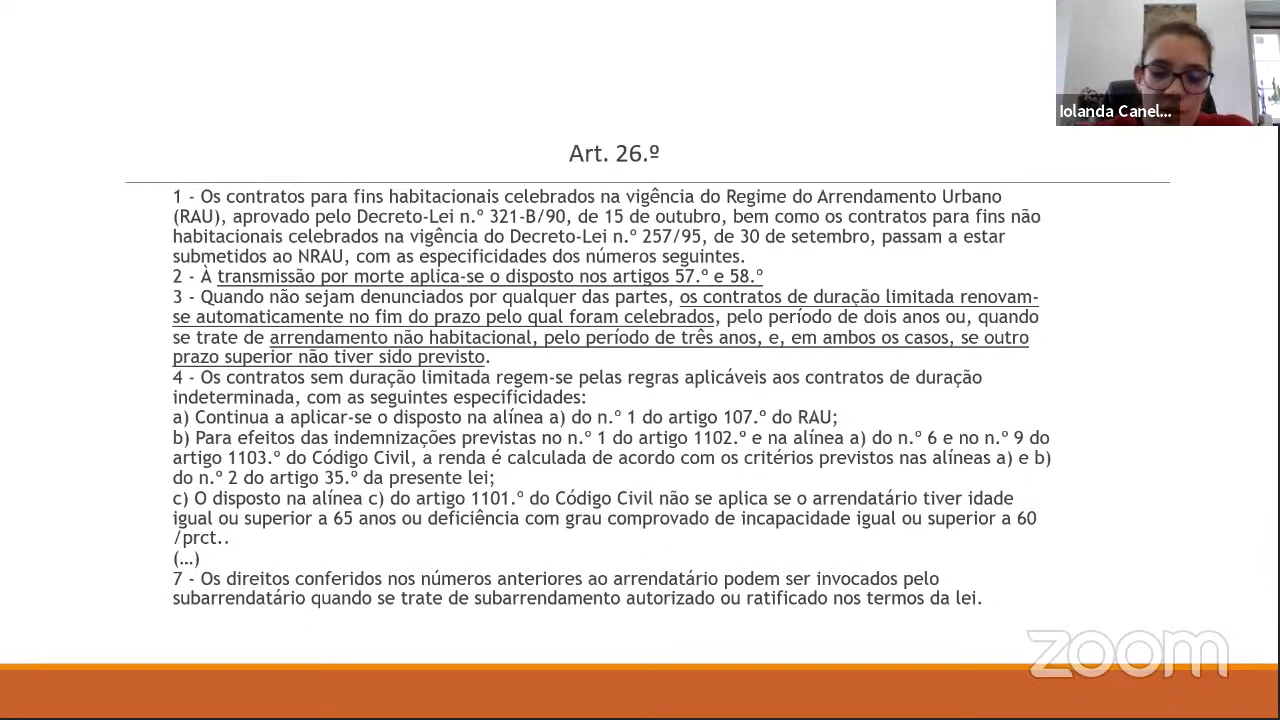 Iolanda Canel...
Art. 26.º
1 - Os contratos para fins habitacionais celebrados na vigência do Regime do Arrendamento Urbano
(RAU), aprovado pelo Decreto-Lei n.º 321-B/90, de 15 de outubro, bem como os contratos para fins não
habitacionais celebrados na vigência do Decreto-Lei n.º 257/95, de 30 de setembro, passam a estar
submetidos ao NRAU, com as especificidades dos números seguintes.
2 - À transmissão por morte aplica-se o disposto nos artigos 57.º e 58.º
3 - Quando não sejam denunciados por qualquer das partes, os contratos de duração limitada renovam-
se automaticamente no fim do prazo pelo qual foram celebrados, pelo período de dois anos ou, quando
se trate de arrendamento não habitacional, pelo período de três anos, e, em ambos os casos, se outro
prazo superior não tiver sido previsto.
4 - Os contratos sem duração limitada regem-se pelas regras aplicáveis aos contratos de duração
indeterminada, com as seguintes especificidades:
a) Continua a aplicar-se o disposto na alínea a) do n.º 1 do artigo 107.º do RAU;
b) Para efeitos das indemnizações previstas no n.º 1 do artigo 1102.º e na alínea a) do n.º 6 e no n.º 9 do
artigo 1103.º do Código Civil, a renda é calculada de acordo com os critérios previstos nas alíneas a) e b)
do n.º 2 do artigo 35.º da presente lei;
c) O disposto na alínea c) do artigo 1101.º do Código Civil não se aplica se o arrendatário tiver idade
igual ou superior a 65 anos ou deficiência com grau comprovado de incapacidade igual ou superior a 60
/prct..
(…)
7 - Os direitos conferidos nos números anteriores ao arrendatário podem ser invocados pelo
subarrendatário quando se trate de subarrendamento autorizado ou ratificado nos termos da lei.
zoom